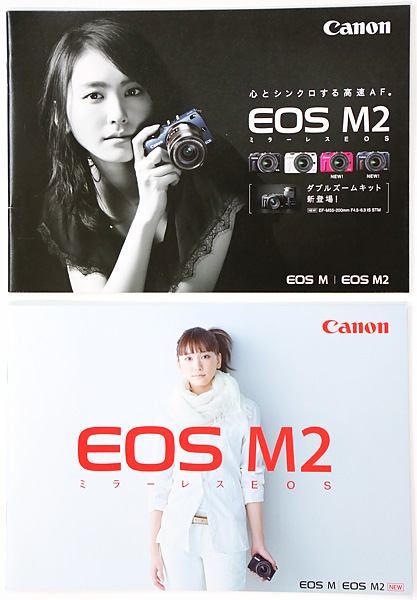 Canon
心とシンクロする高速AF。
EOS M2
ミラーレスEOS
NEW! NEW!
ダブルズームキット
新登場！
NEW EF-M55-200mm F4.5-6.3 IS STM
EOS M | EOS M2
Canon
EOS M2
ミラーレスEOS
EOS M | EOS M2 NEW